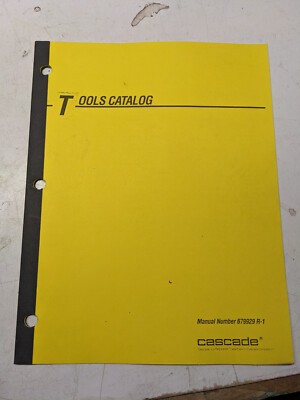 TOOLS CATALOG
Manual Number 679929 R-1
cascade®